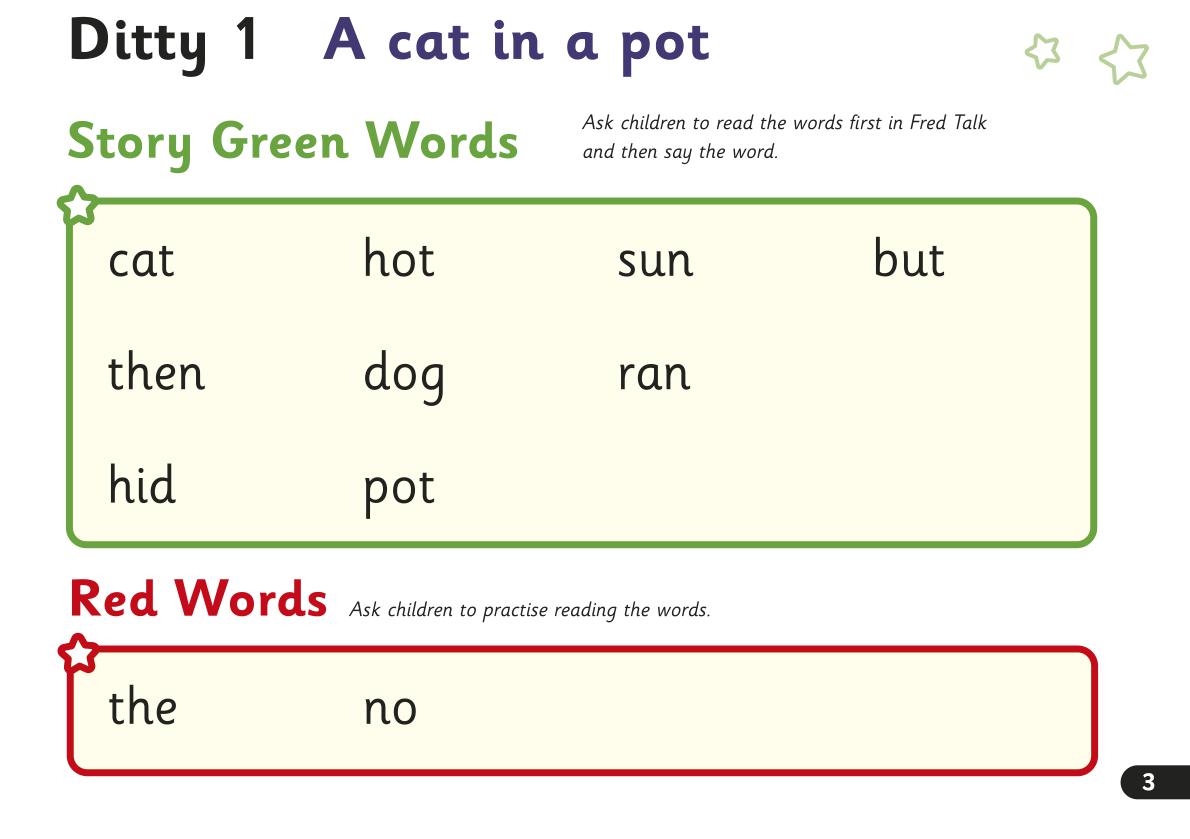 Ditty 1 A cat in a pot
Story Green Words
Ask children to read the words first in Fred Talk
and then say the word.
cat hot sun but
then dog ran
hid pot
Red Words Ask children to practise reading the words.
the no
3